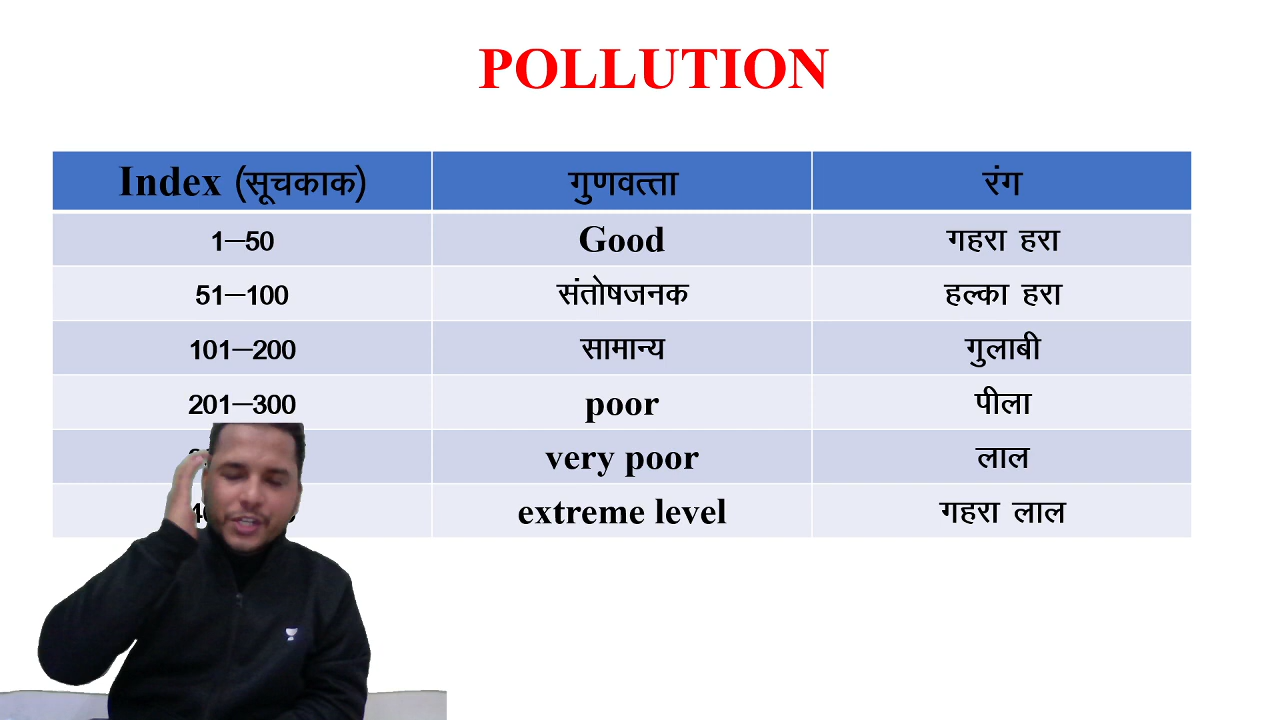 POLLUTION
Index (सूचकाक) गुणवत्ता रंग
1–50 Good गहरा हरा
51–100 संतोषजनक हल्का हरा
101–200 सामान्य गुलाबी
201–300 poor पीला
very poor लाल
extreme level गहरा लाल